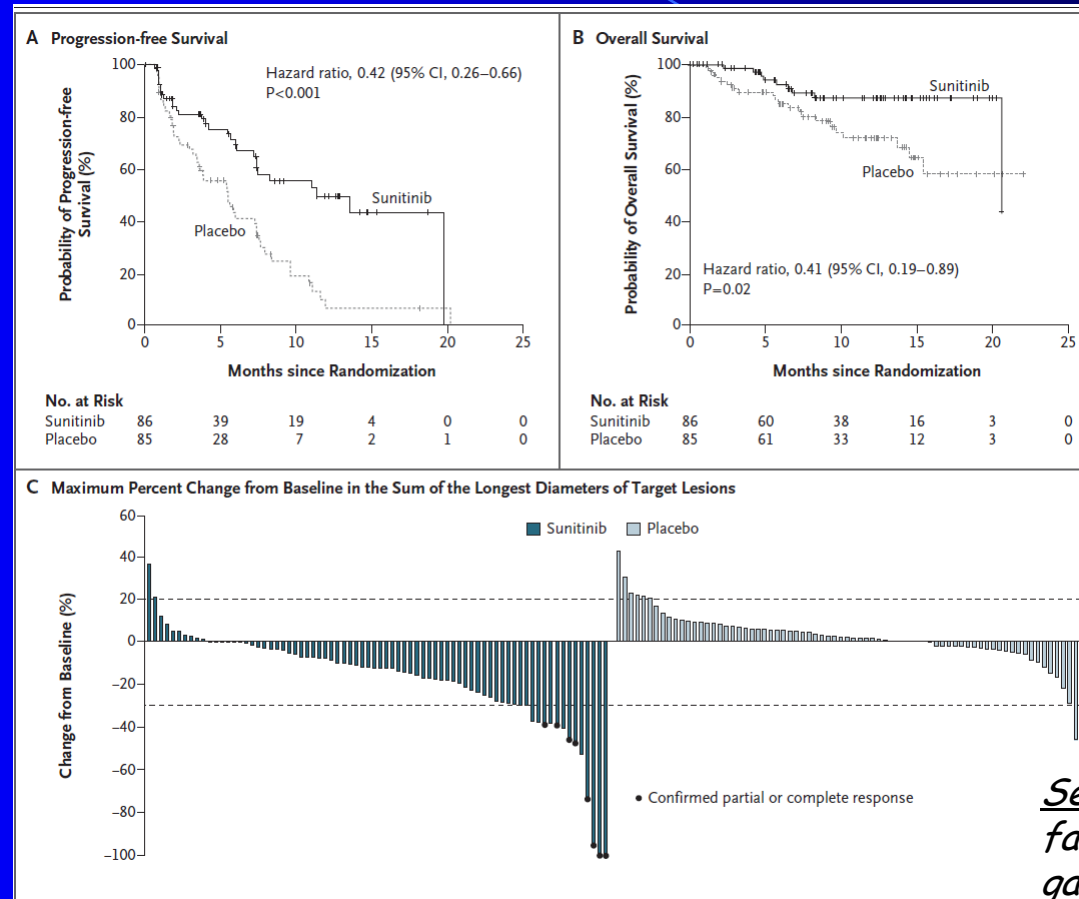 A Progression-free Survival
Probability of Progression-free
Survival (%)
100
80
60
40
20
0
Hazard ratio, 0.42 (95% CI, 0.26–0.66)
P<0.001
Sunitinib
Placebo
0 5 10 15 20 25
Months since Randomization
No. at Risk
Sunitinib 86 39 19 4 0 0
Placebo 85 28 7 2 1 0
B Overall Survival
Probability of Overall Survival (%)
100
80
60
40
20
0
Sunitinib
Placebo
Hazard ratio, 0.41 (95% CI, 0.19–0.89)
P=0.02
0 5 10 15 20 25
Months since Randomization
No. at Risk
Sunitinib 86 60 38 16 3 0
Placebo 85 61 33 12 3 0
C Maximum Percent Change from Baseline in the Sum of the Longest Diameters of Target Lesions
Change from Baseline (%)
60
40
20
0
–20
–40
–60
–80
–100
Sunitinib Placebo
• Confirmed partial or complete response